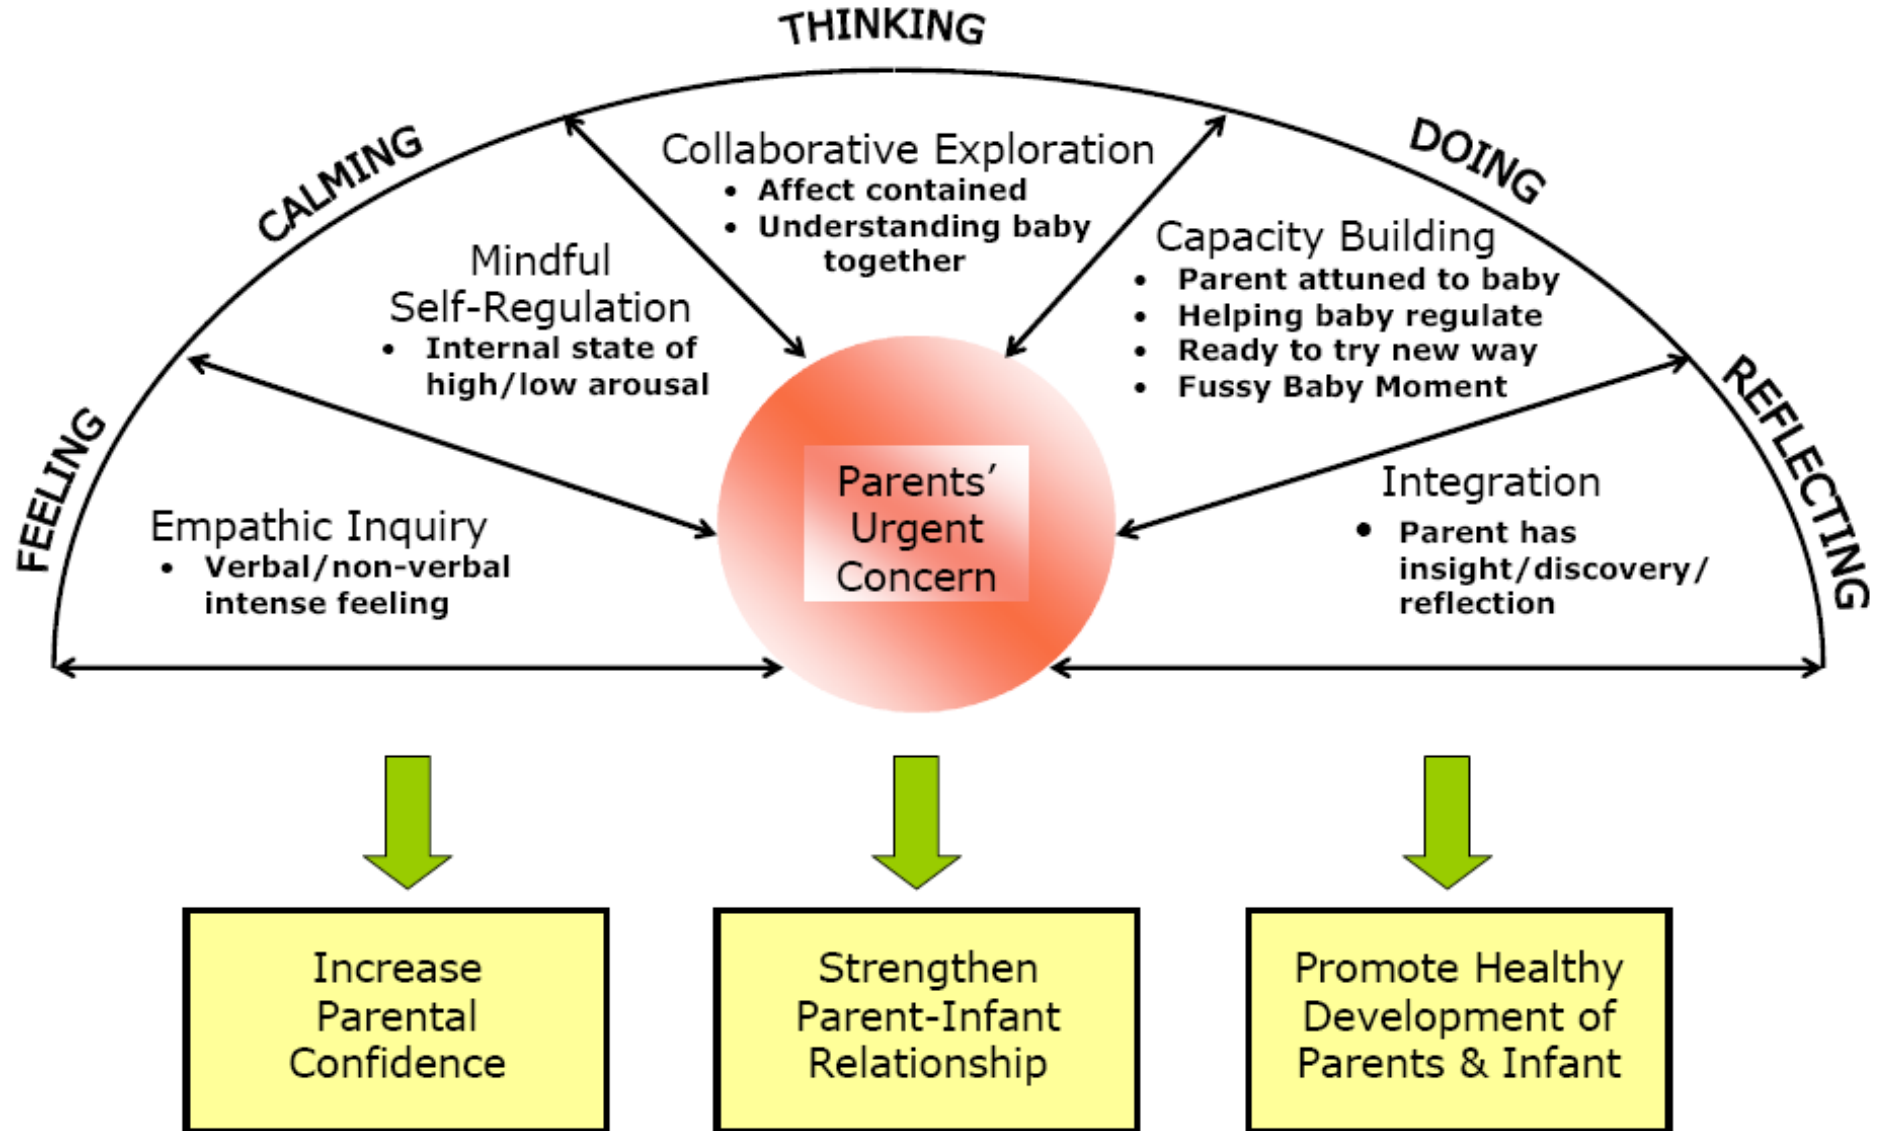 THINKING
CALMING
DOING
FEELING
REFLECTING
Collaborative Exploration
• Affect contained
• Understanding baby
together
Mindful
Self-Regulation
• Internal state of
high/low arousal
Capacity Building
• Parent attuned to baby
• Helping baby regulate
• Ready to try new way
• Fussy Baby Moment
Empathic Inquiry
• Verbal/non-verbal
intense feeling
Parents’
Urgent
Concern
Integration
• Parent has
insight/discovery/
reflection
Increase
Parental
Confidence
Strengthen
Parent-Infant
Relationship
Promote Healthy
Development of
Parents & Infant